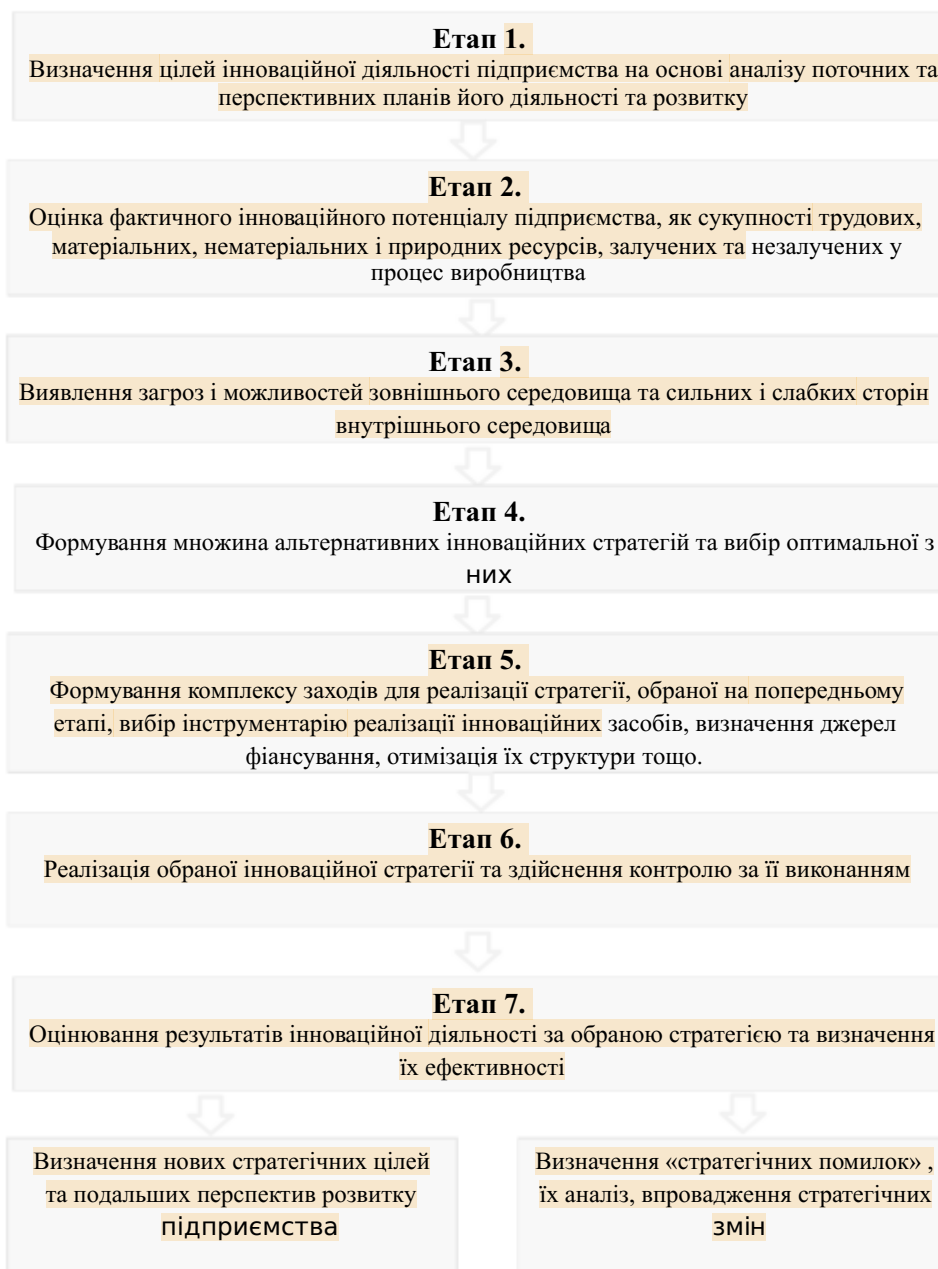 Етап 1.
Визначення цілей інноваційної діяльності підприємства на основі аналізу поточних та
перспективних планів його діяльності та розвитку
Етап 2.
Оцінка фактичного інноваційного потенціалу підприємства, як сукупності трудових,
матеріальних, нематеріальних і природних ресурсів, залучених та незалучених у
процес виробництва
Етап 3.
Виявлення загроз і можливостей зовнішнього середовища та сильних і слабких сторін
внутрішнього середовища
Етап 4.
Формування множина альтернативних інноваційних стратегій та вибір оптимальної з
них
Етап 5.
Формування комплексу заходів для реалізації стратегії, обраної на попередньому
етапі, вибір інструментарію реалізації інноваційних засобів, визначення джерел
фіансування, отимізація їх структури тощо.
Етап 6.
Реалізація обраної інноваційної стратегії та здійснення контролю за її виконанням
Етап 7.
Оцінювання результатів інноваційної діяльності за обраною стратегією та визначення
їх ефективності
Визначення нових стратегічних цілей
та подальших перспектив розвитку
підприємства
Визначення «стратегічних помилок» ,
їх аналіз, впровадження стратегічних
змін